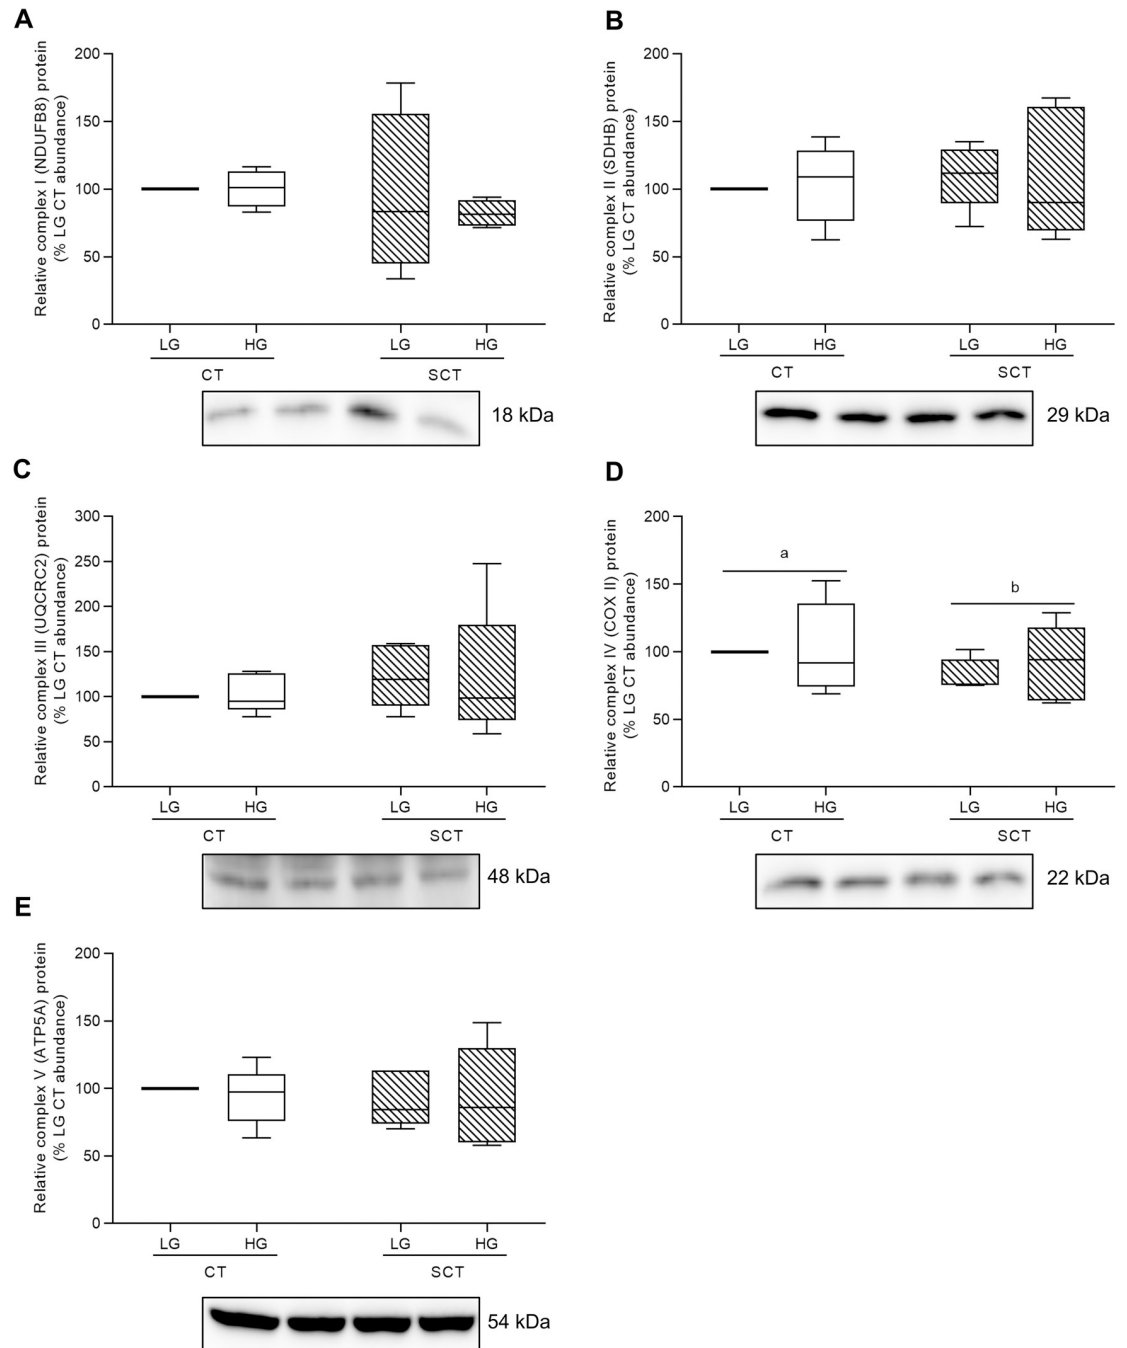 A
Relative complex I (NDUFB8) protein
(% LG CT abundance)
200
150
100
50
0
LG HG LG HG
CT SCT
18 kDa
B
Relative complex II (SDHB) protein
(% LG CT abundance)
200
150
100
50
0
LG HG LG HG
CT SCT
29 kDa
C
Relative complex III (UQCRC2) protein
(% LG CT abundance)
300
250
200
150
100
50
0
LG HG LG HG
CT SCT
48 kDa
D
Relative complex IV (COX II) protein
(% LG CT abundance)
200
150
100
50
0
a
b
LG HG LG HG
CT SCT
22 kDa
E
Relative complex V (ATP5A) protein
(% LG CT abundance)
200
150
100
50
0
LG HG LG HG
CT SCT
54 kDa